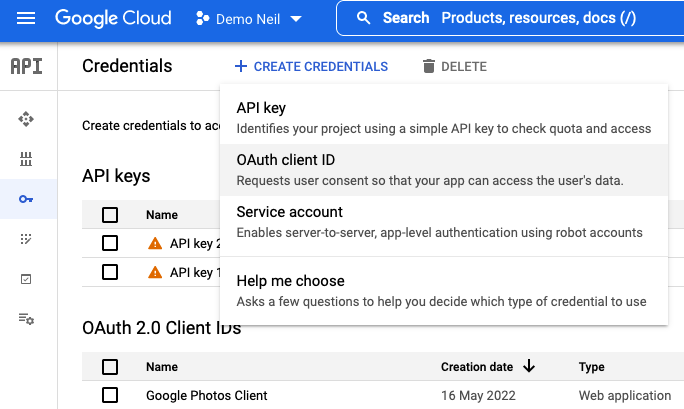 Google Cloud
Demo Neil
Search Products, resources, docs (/)
API
Credentials
+ CREATE CREDENTIALS
DELETE
API key
Identifies your project using a simple API key to check quota and access
Create credentials to acc
OAuth client ID
Requests user consent so that your app can access the user's data.
API keys
Service account
Enables server-to-server, app-level authentication using robot accounts
Name
API key 2
API key 1
Help me choose
Asks a few questions to help you decide which type of credential to use
OAuth 2.0 Client IDs
Name
Creation date
Type
Google Photos Client
16 May 2022
Web application